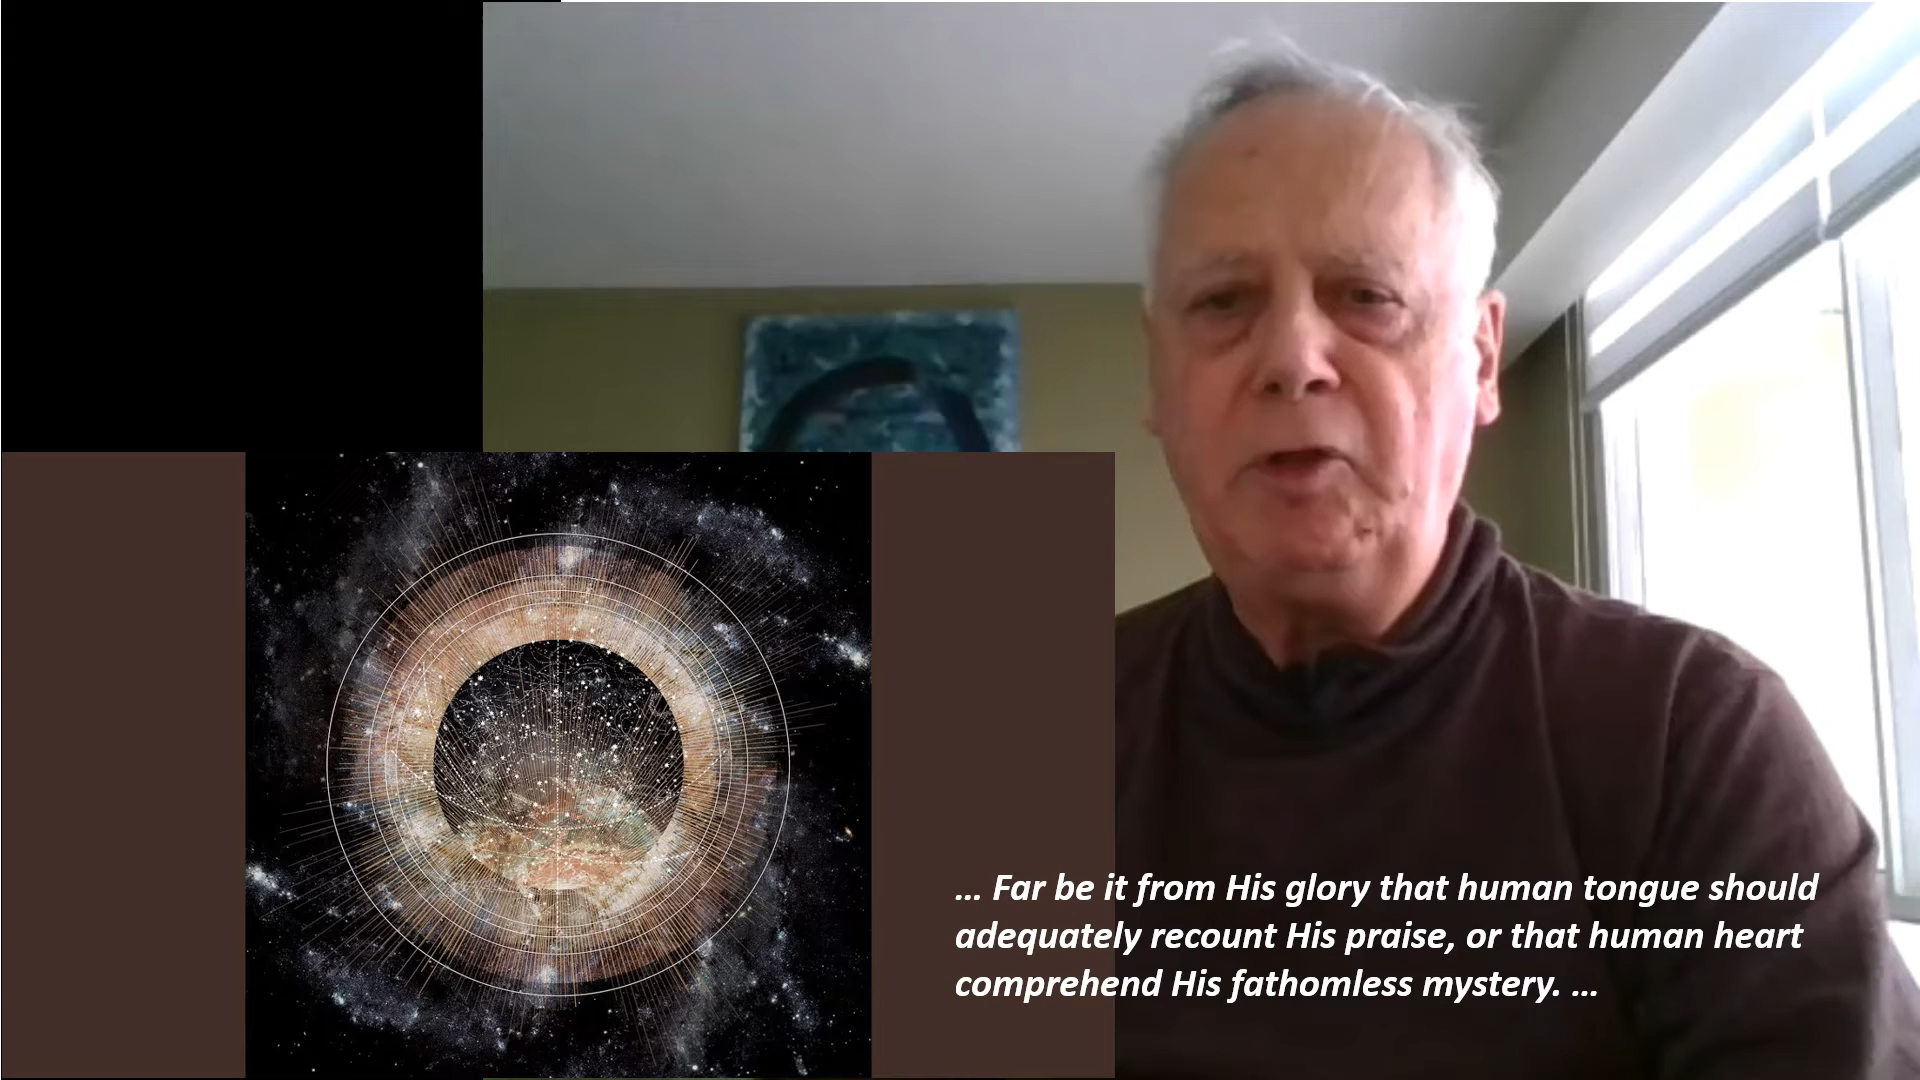 ... Far be it from His glory that human tongue should
adequately recount His praise, or that human heart
comprehend His fathomless mystery. ...